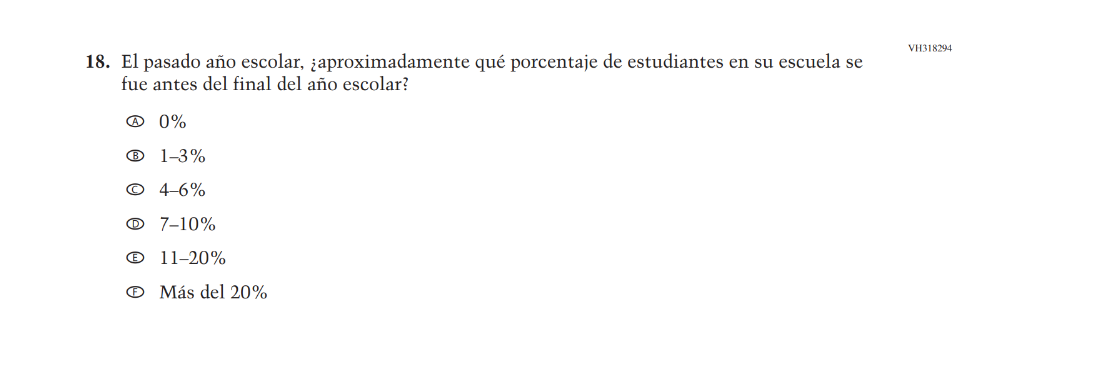 VH318294
18. El pasado año escolar, ¿aproximadamente qué porcentaje de estudiantes en su escuela se
fue antes del final del año escolar?
Ⓐ 0%
Ⓑ 1–3%
Ⓒ 4–6%
Ⓓ 7–10%
Ⓔ 11–20%
Ⓕ Más del 20%